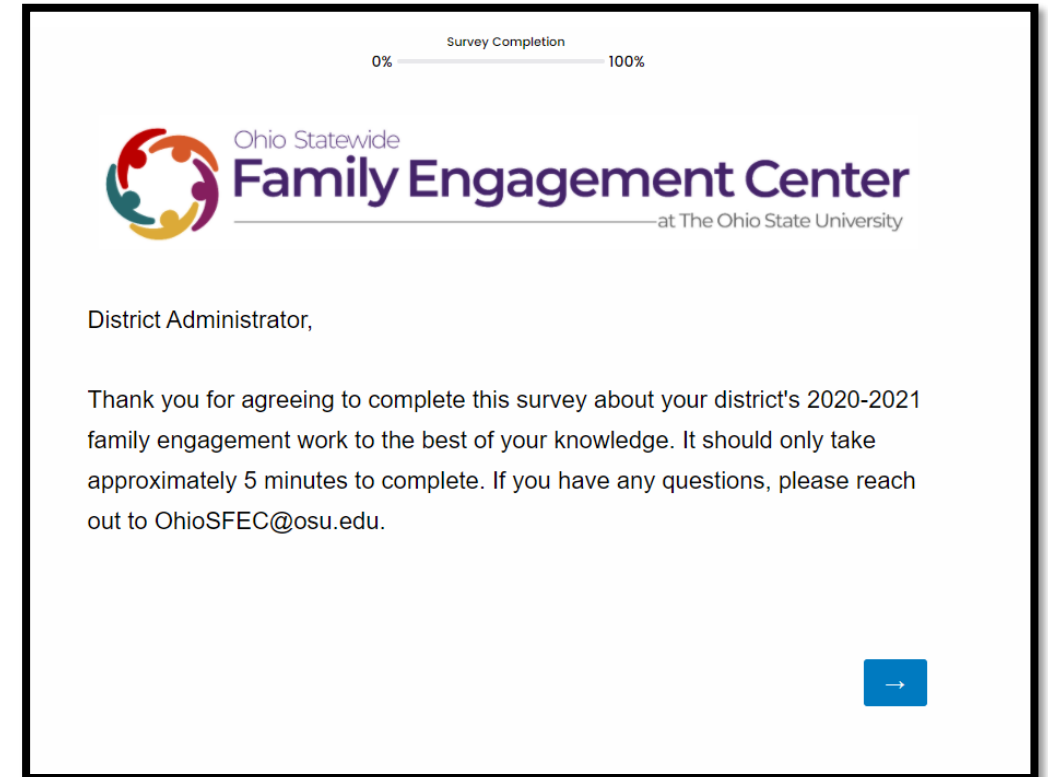 Survey Completion
0% 100%
Ohio Statewide
Family Engagement Center
at The Ohio State University
District Administrator,
Thank you for agreeing to complete this survey about your district's 2020-2021
family engagement work to the best of your knowledge. It should only take
approximately 5 minutes to complete. If you have any questions, please reach
out to OhioSFEC@osu.edu.
→